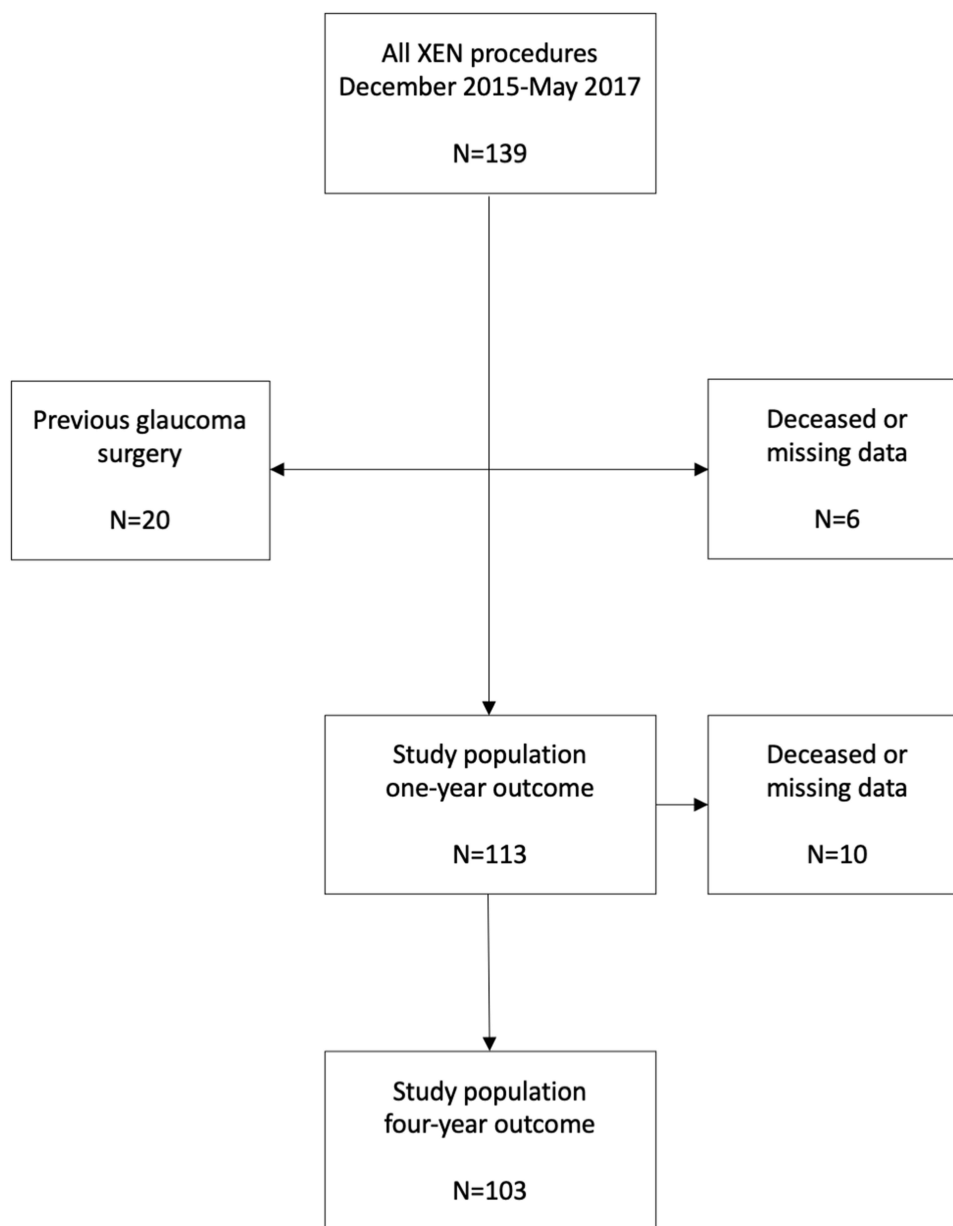 All XEN procedures
December 2015-May 2017
N=139
Previous glaucoma
surgery
N=20
Deceased or
missing data
N=6
Study population
one-year outcome
N=113
Deceased or
missing data
N=10
Study population
four-year outcome
N=103